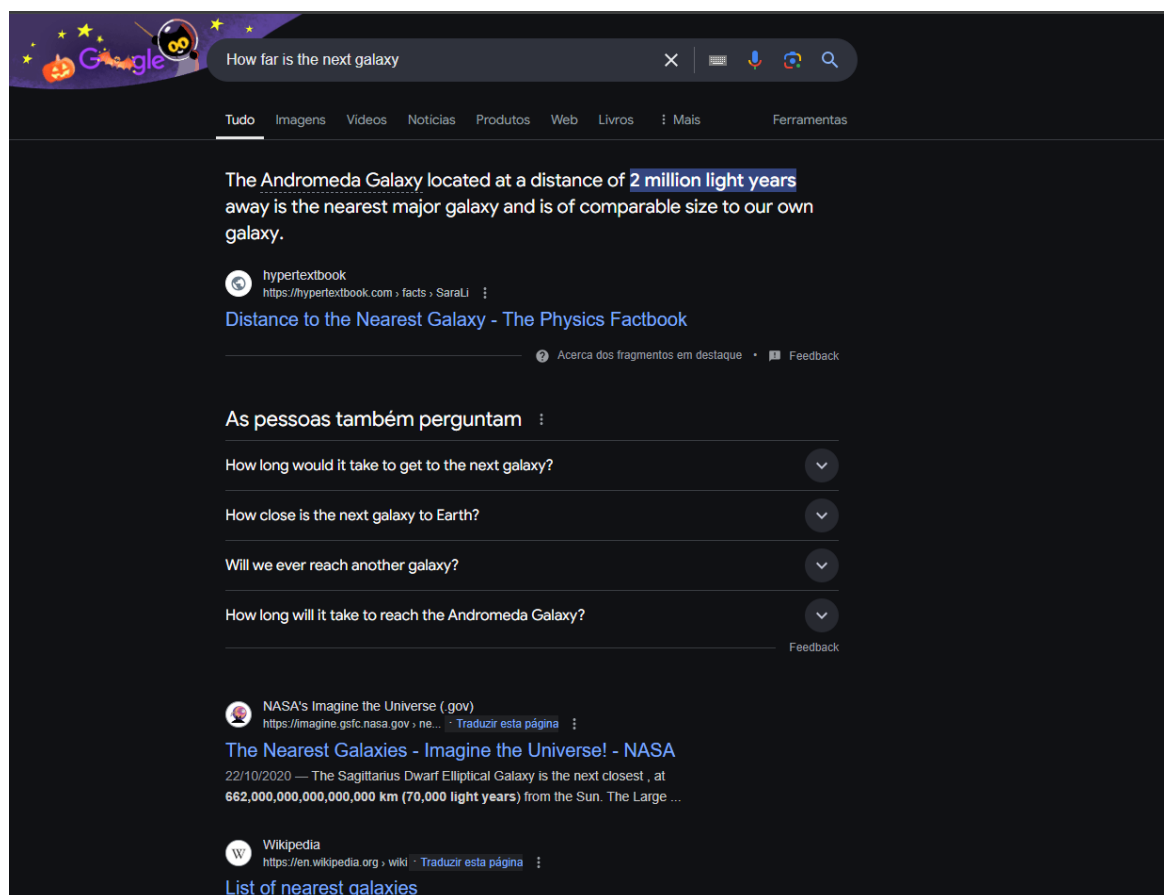 Google
How far is the next galaxy
Tudo Imagens Vídeos Notícias Produtos Web Livros Mais Ferramentas
The Andromeda Galaxy located at a distance of 2 million light years
away is the nearest major galaxy and is of comparable size to our own
galaxy.
hypertextbook
https://hypertextbook.com › facts › SaraLi
Distance to the Nearest Galaxy - The Physics Factbook
Acerca dos fragmentos em destaque • Feedback
As pessoas também perguntam
How long would it take to get to the next galaxy?
How close is the next galaxy to Earth?
Will we ever reach another galaxy?
How long will it take to reach the Andromeda Galaxy?
Feedback
NASA's Imagine the Universe (.gov)
https://imagine.gsfc.nasa.gov › ne... · Traduzir esta página
The Nearest Galaxies - Imagine the Universe! - NASA
22/10/2020 — The Sagittarius Dwarf Elliptical Galaxy is the next closest , at
662,000,000,000,000,000 km (70,000 light years) from the Sun. The Large ...
W
Wikipedia
https://en.wikipedia.org › wiki · Traduzir esta página
List of nearest galaxies